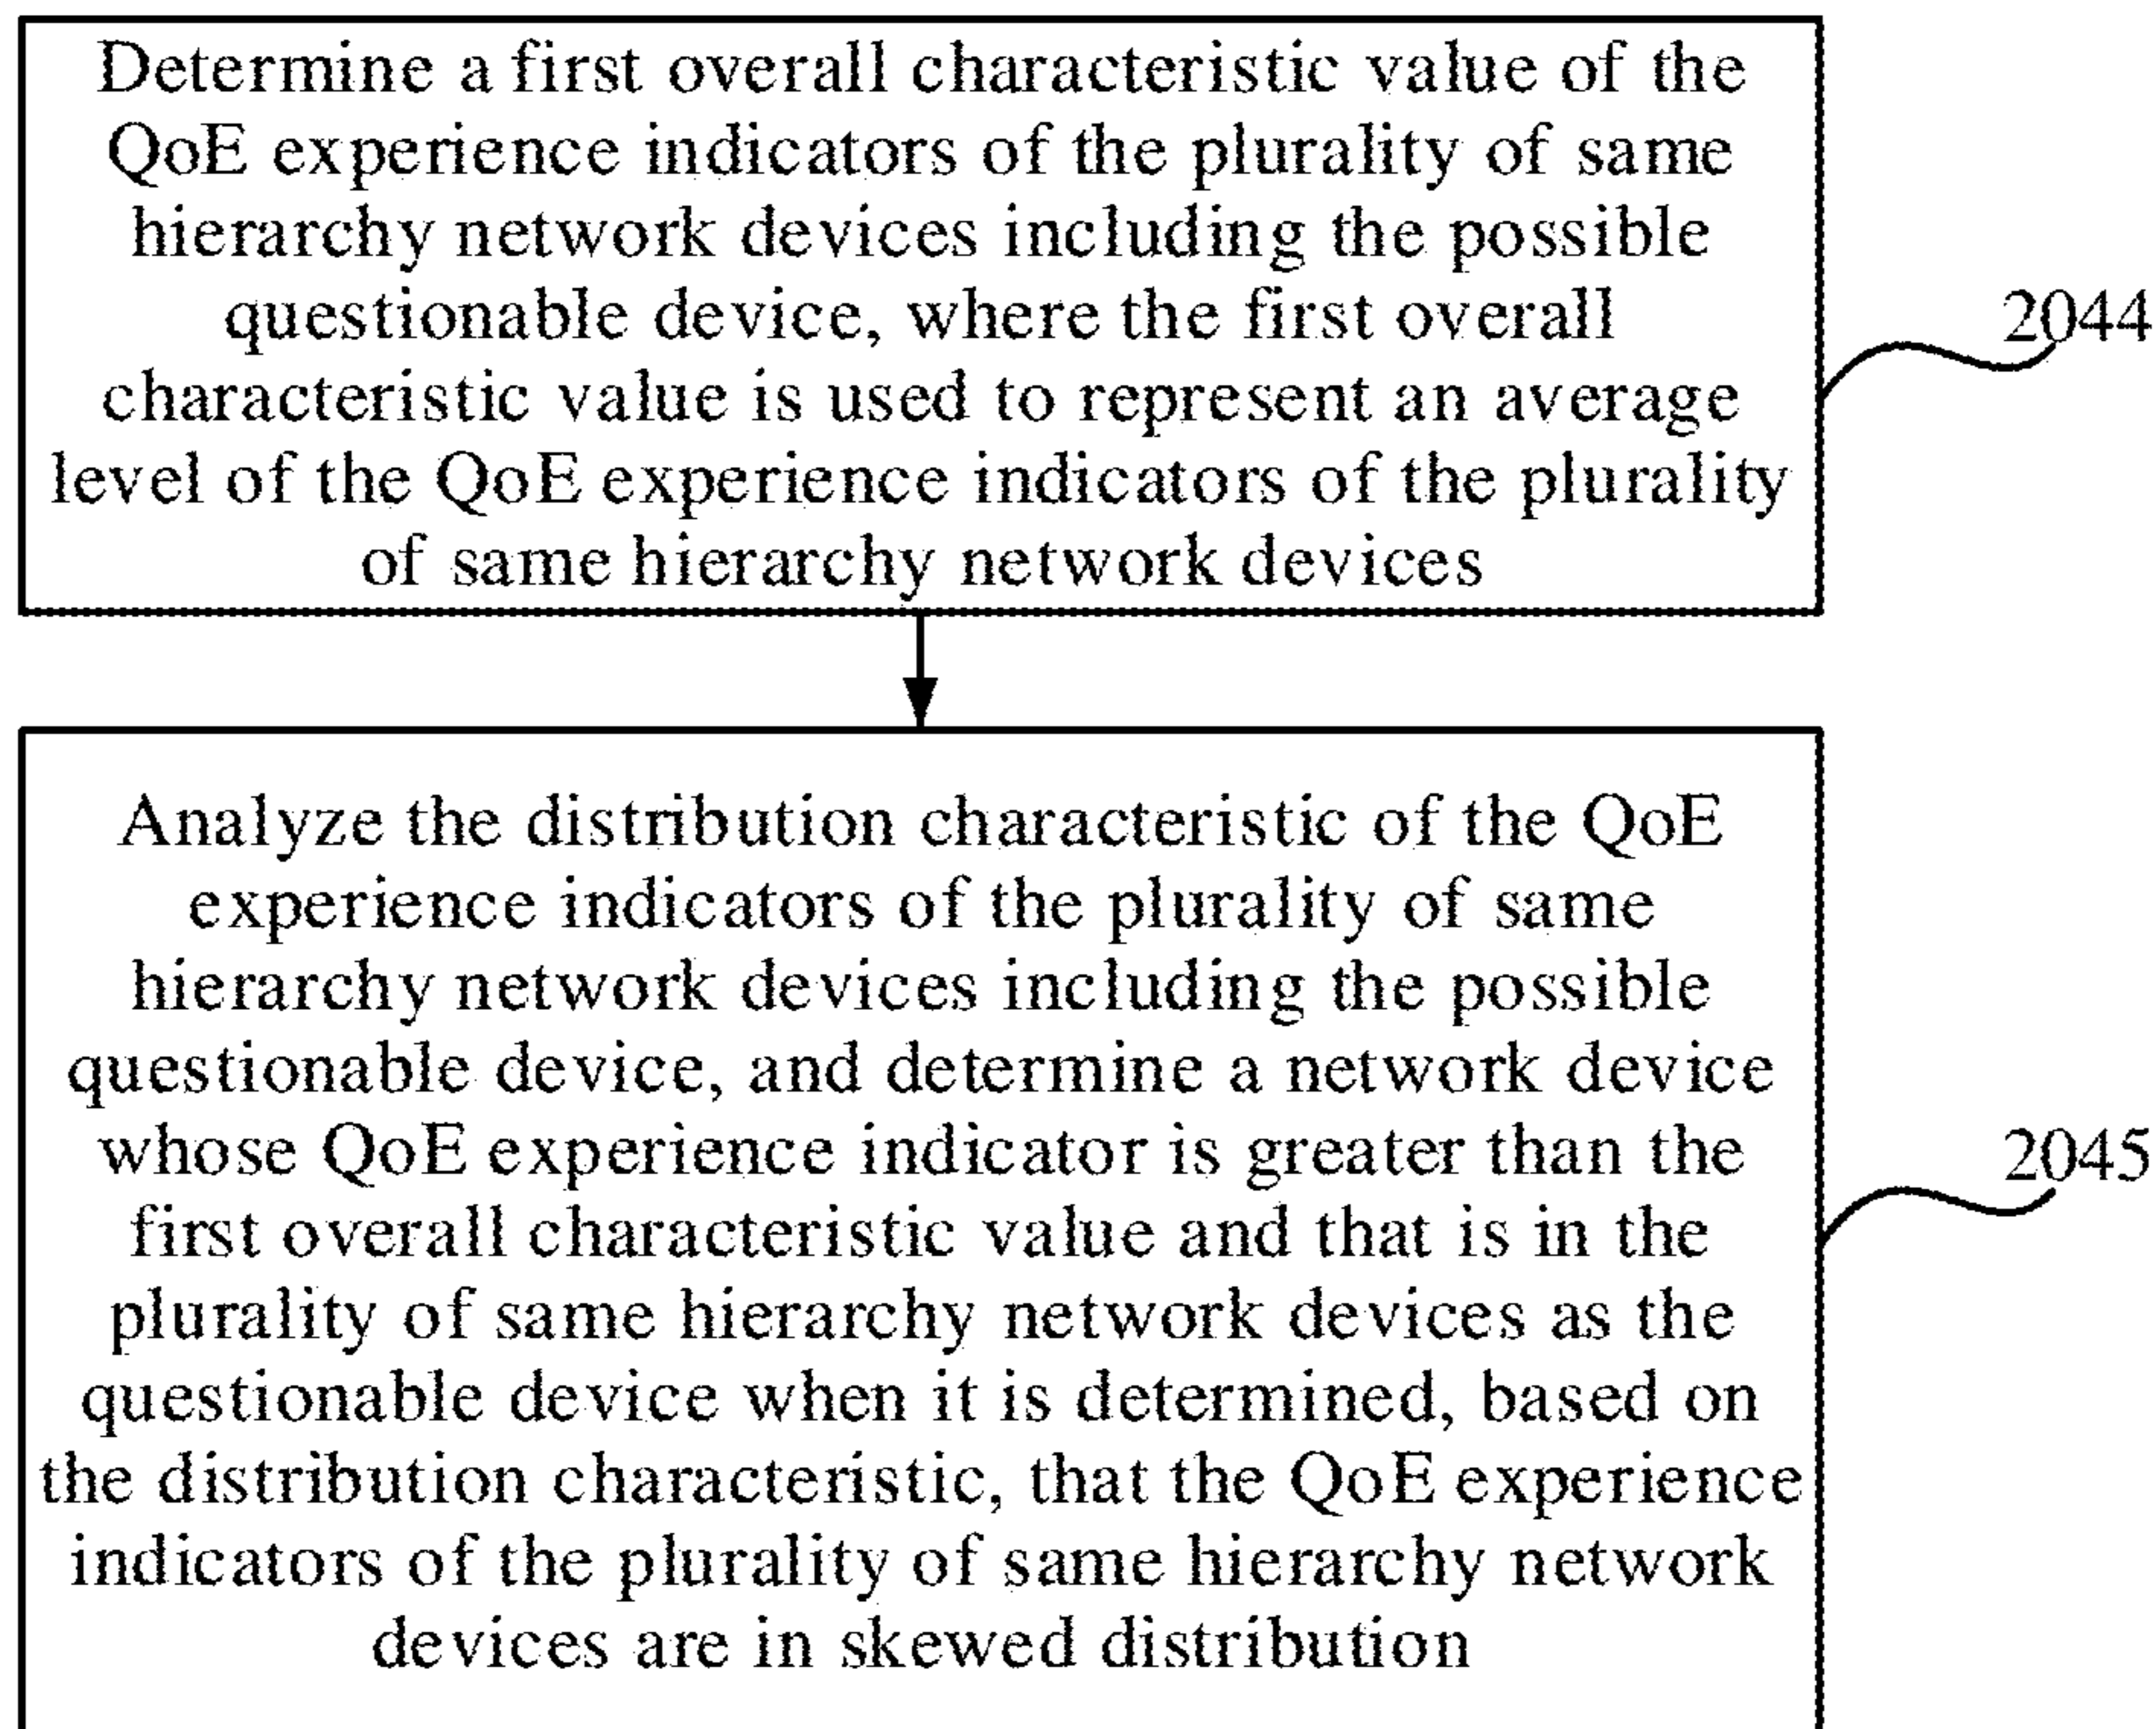 Determine a first overall characteristic value of the
QoE experience indicators of the plurality of same
hierarchy network devices including the possible
questionable device, where the first overall
characteristic value is used to represent an average
level of the QoE experience indicators of the plurality
of same hierarchy network devices
2044
Analyze the distribution characteristic of the QoE
experience indicators of the plurality of same
hierarchy network devices including the possible
questionable device, and determine a network device
whose QoE experience indicator is greater than the
first overall characteristic value and that is in the
plurality of same hierarchy network devices as the
questionable device when it is determined, based on
the distribution characteristic, that the QoE experience
indicators of the plurality of same hierarchy network
devices are in skewed distribution
2045